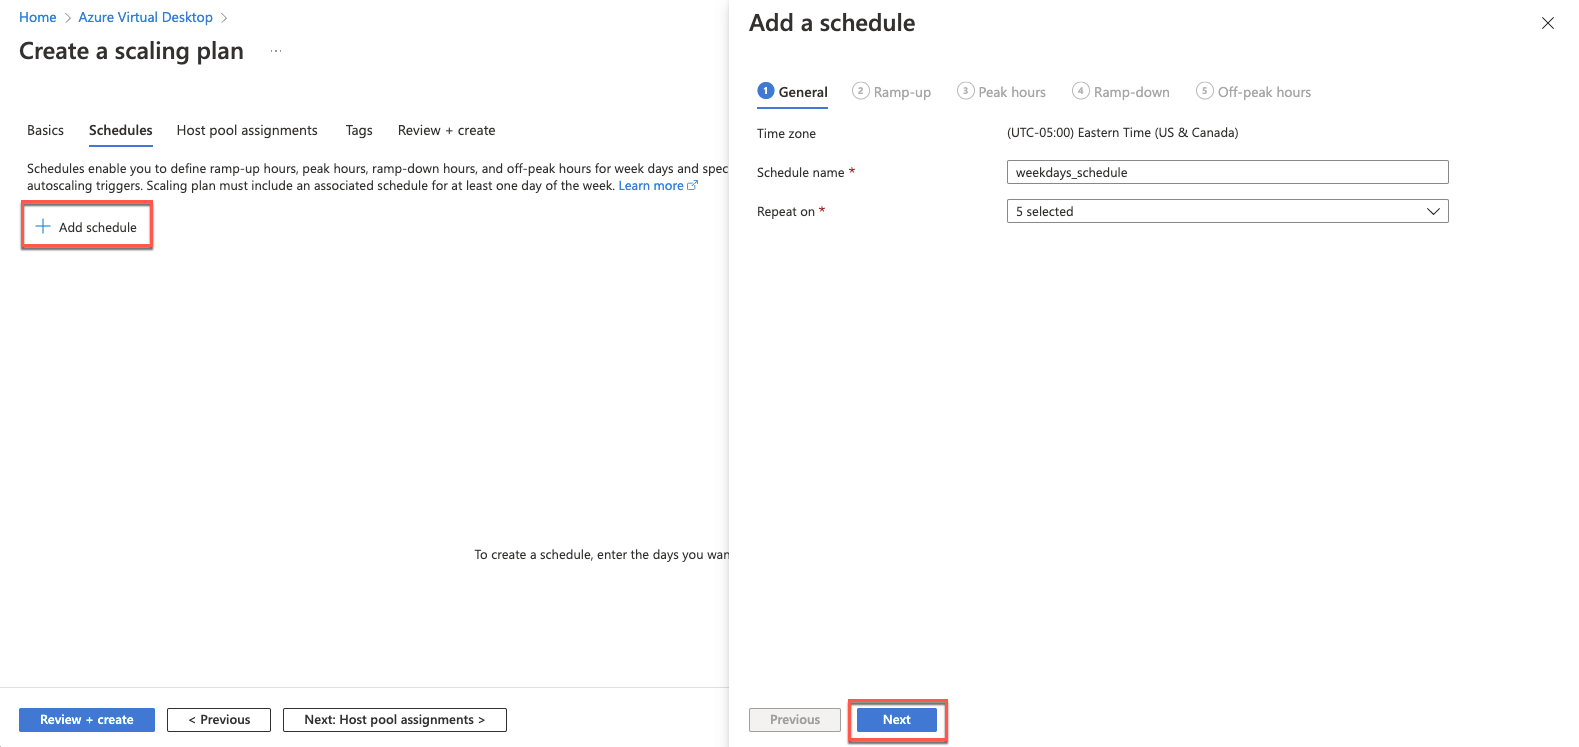 Home > Azure Virtual Desktop >
Create a scaling plan ...
Basics Schedules Host pool assignments Tags Review + create
Schedules enable you to define ramp-up hours, peak hours, ramp-down hours, and off-peak hours for week days and spec
autoscaling triggers. Scaling plan must include an associated schedule for at least one day of the week. Learn more
+ Add schedule
To create a schedule, enter the days you wan
Review + create < Previous Next: Host pool assignments >
Add a schedule
1 General 2 Ramp-up 3 Peak hours 4 Ramp-down 5 Off-peak hours
Time zone (UTC-05:00) Eastern Time (US & Canada)
Schedule name * weekdays_schedule
Repeat on * 5 selected
Previous Next